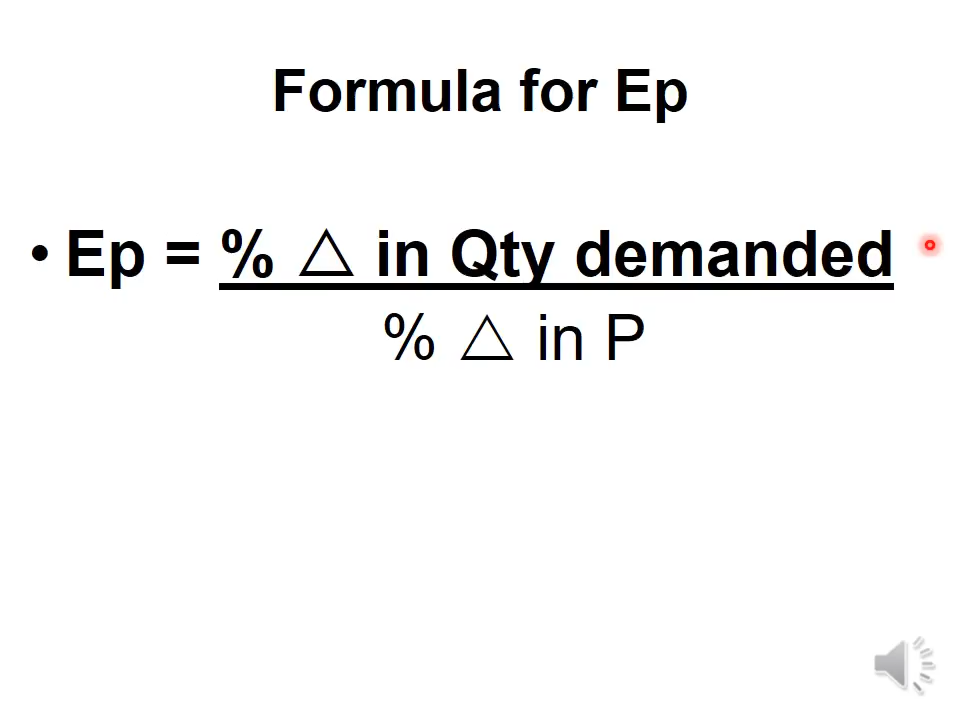 Formula for Ep
• Ep = % △ in Qty demanded
% △ in P